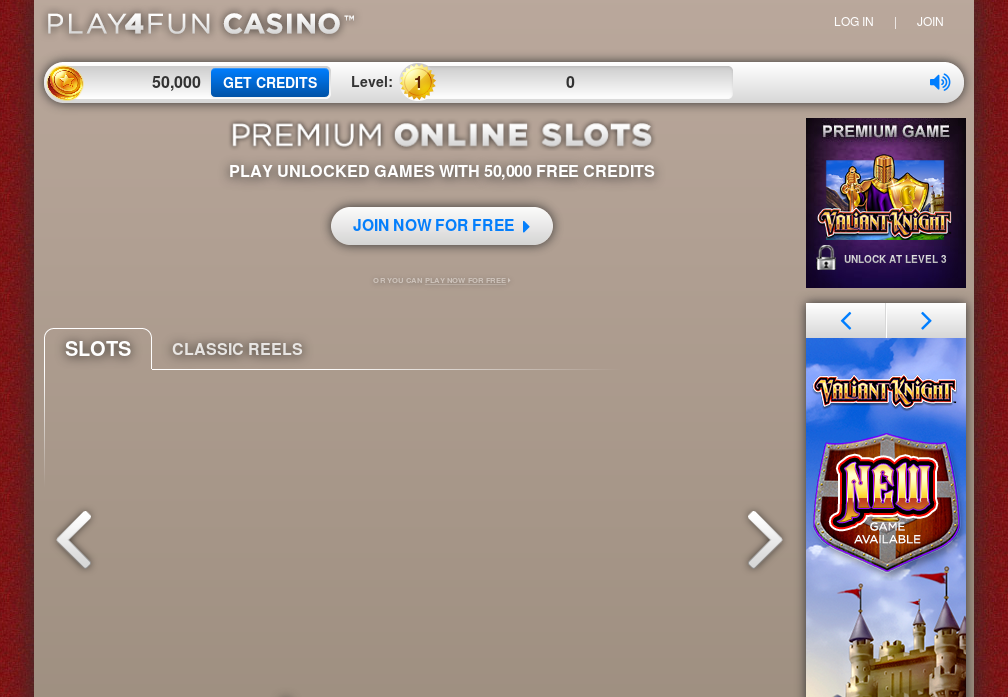 PLAY4FUN CASINO™
LOG IN | JOIN
50,000 GET CREDITS Level: 1 0
PREMIUM ONLINE SLOTS
PLAY UNLOCKED GAMES WITH 50,000 FREE CREDITS
JOIN NOW FOR FREE
OR YOU CAN PLAY NOW FOR FREE
SLOTS CLASSIC REELS
PREMIUM GAME
VALIANT KNIGHT
UNLOCK AT LEVEL 3
VALIANT KNIGHT
NEW
GAME
AVAILABLE